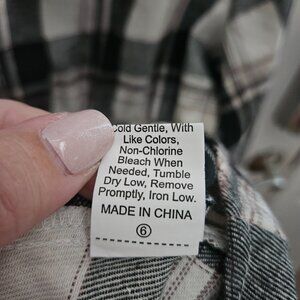 Cold Gentle, With
Like Colors,
Non-Chlorine
Bleach When
Needed, Tumble
Dry Low, Remove
Promptly, Iron Low.
MADE IN CHINA
6